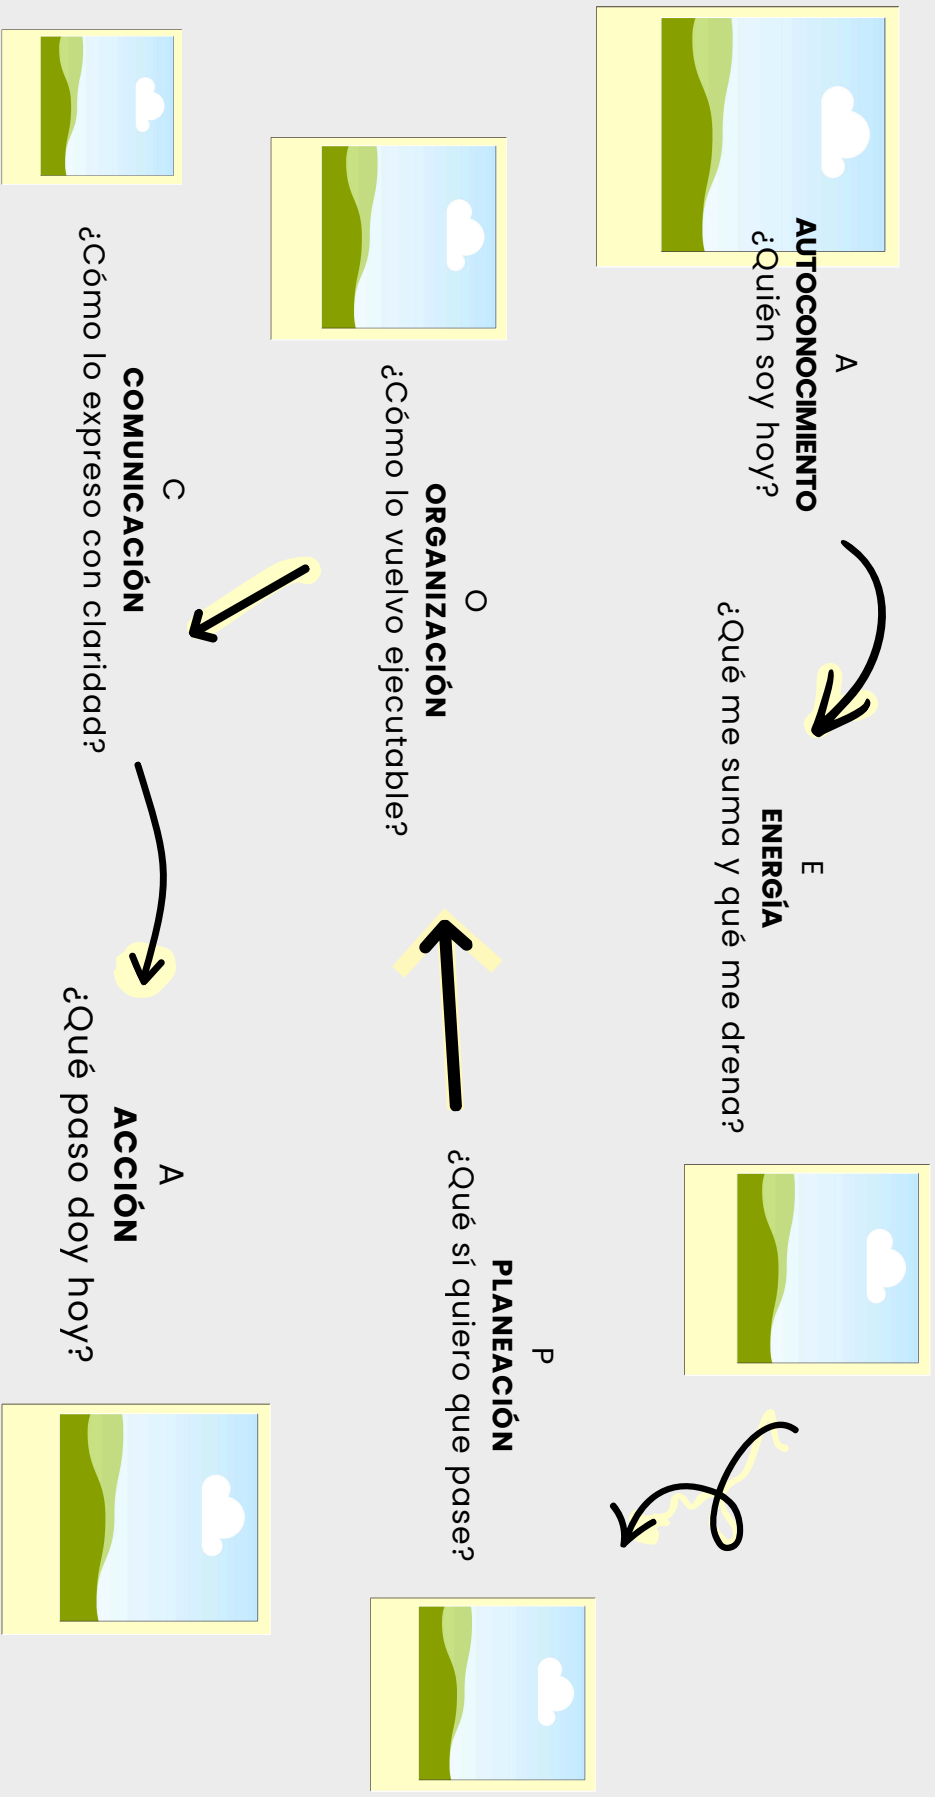 A
AUTOCONOCIMIENTO
¿Quién soy hoy?
E
ENERGÍA
¿Qué me suma y qué me drena?
P
PLANEACIÓN
¿Qué sí quiero que pase?
O
ORGANIZACIÓN
¿Cómo lo vuelvo ejecutable?
C
COMUNICACIÓN
¿Cómo lo expreso con claridad?
A
ACCIÓN
¿Qué paso doy hoy?